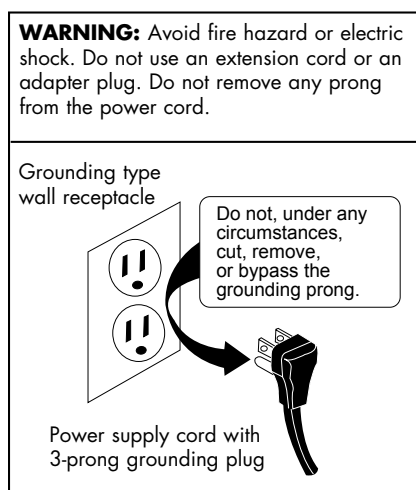 WARNING: Avoid fire hazard or electric
shock. Do not use an extension cord or an
adapter plug. Do not remove any prong
from the power cord.
Grounding type
wall receptacle
Do not, under any
circumstances,
cut, remove,
or bypass the
grounding prong.
Power supply cord with
3-prong grounding plug